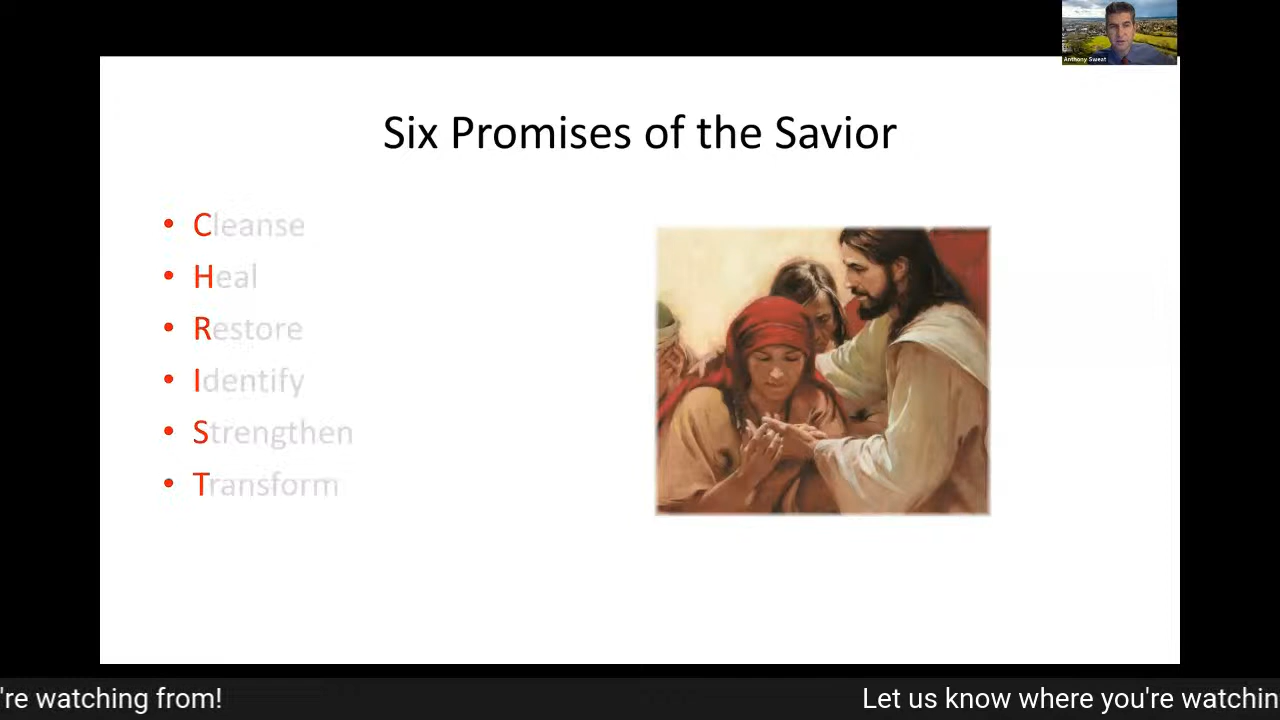 Anthony Sweat
Six Promises of the Savior
• Cleanse
• Heal
• Restore
• Identify
• Strengthen
• Transform
're watching from!
Let us know where you're watchin